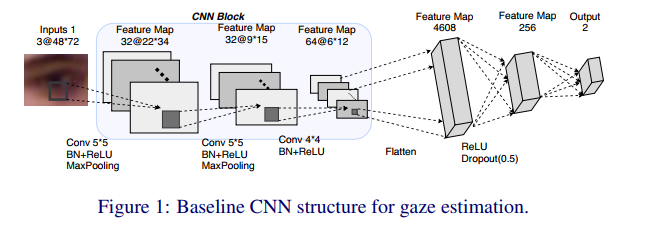 CNN Block
Inputs 1
3@48*72
Feature Map
32@22*34
Feature Map
32@9*15
Feature Map
64@6*12
Feature Map
4608
Feature Map
256
Output
2
Conv 5*5
BN+ReLU
MaxPooling
Conv 5*5
BN+ReLU
MaxPooling
Conv 4*4
BN+ReLU
Flatten
ReLU
Dropout(0.5)
Figure 1: Baseline CNN structure for gaze estimation.